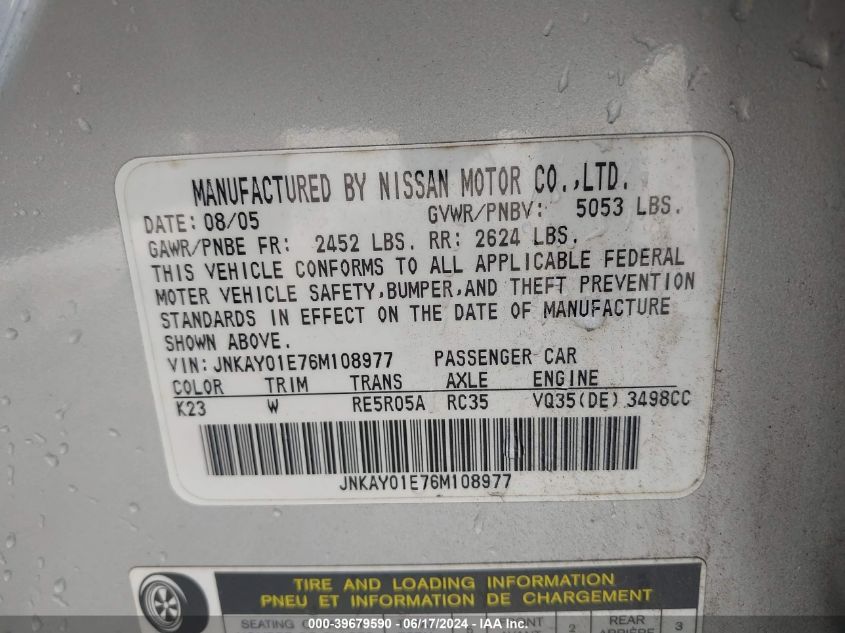 MANUFACTURED BY NISSAN MOTOR CO.,LTD.
DATE: 08/05 GVWR/PNBV: 5053 LBS.
GAWR/PNBE FR: 2452 LBS. RR: 2624 LBS.
THIS VEHICLE CONFORMS TO ALL APPLICABLE FEDERAL
MOTER VEHICLE SAFETY,BUMPER,AND THEFT PREVENTION
STANDARDS IN EFFECT ON THE DATE OF MANUFACTURE
SHOWN ABOVE.
VIN: JNKAY01E76M108977 PASSENGER CAR
COLOR TRIM TRANS AXLE ENGINE
K23 W RE5R05A RC35 VQ35(DE) 3498CC
JNKAY01E76M108977
TIRE AND LOADING INFORMATION
PNEU ET INFORMATION DE CHARGEMENT
SEATING 2 REAR 3
ARRIÈRE
000-39679590 - 06/17/2024 - IAA Inc.